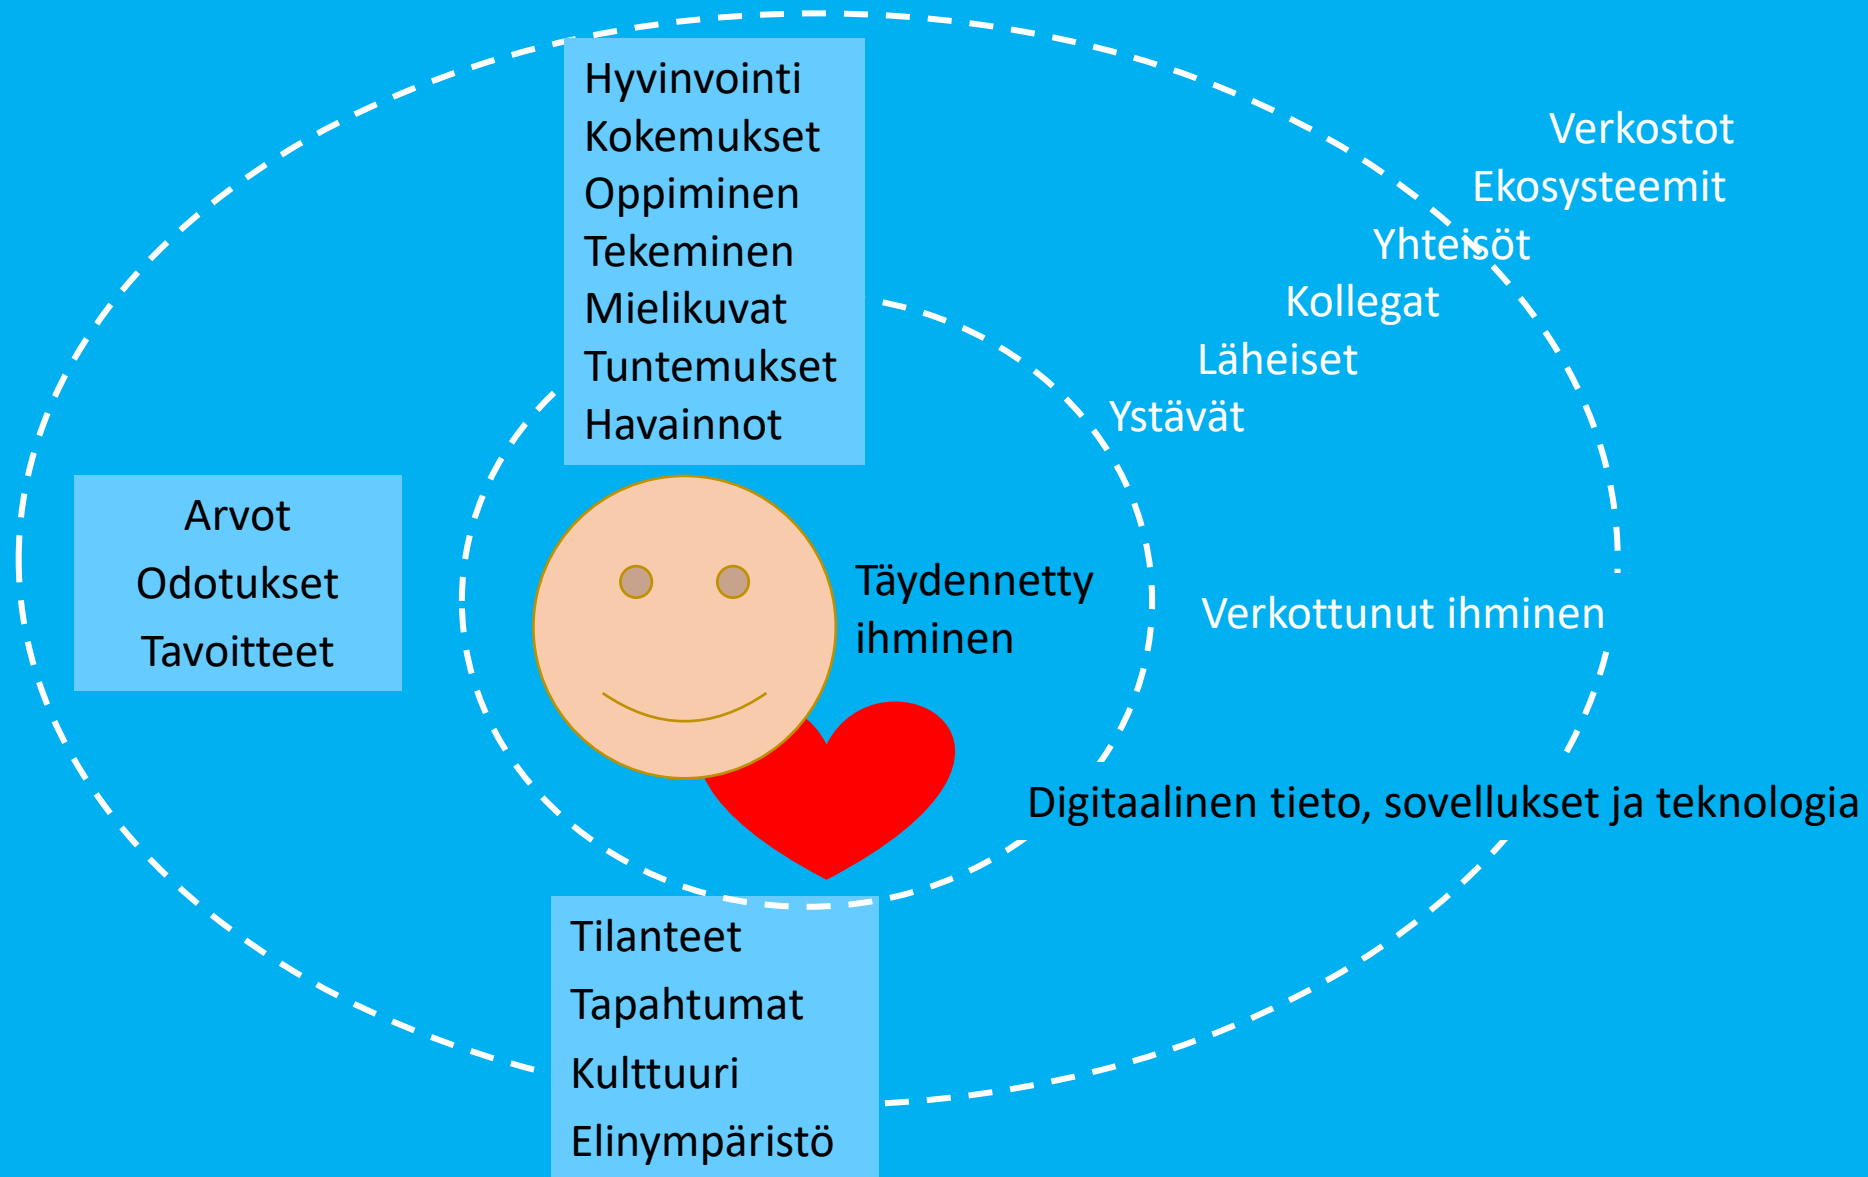 Hyvinvointi
Kokemukset
Oppiminen
Tekeminen
Mielikuvat
Tuntemukset
Havainnot
Verkostot
Ekosysteemit
Yhteisöt
Kollegat
Läheiset
Ystävät
Arvot
Odotukset
Tavoitteet
Täydennetty
ihminen
Verkottunut ihminen
Digitaalinen tieto, sovellukset ja teknologia
Tilanteet
Tapahtumat
Kulttuuri
Elinympäristö